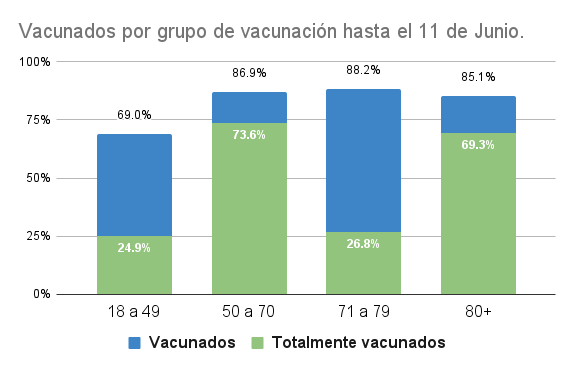 Vacunados por grupo de vacunación hasta el 11 de Junio.
100%
75%
50%
25%
0%
69.0%
86.9%
88.2%
85.1%
24.9%
73.6%
26.8%
69.3%
18 a 49
50 a 70
71 a 79
80+
Vacunados
Totalmente vacunados